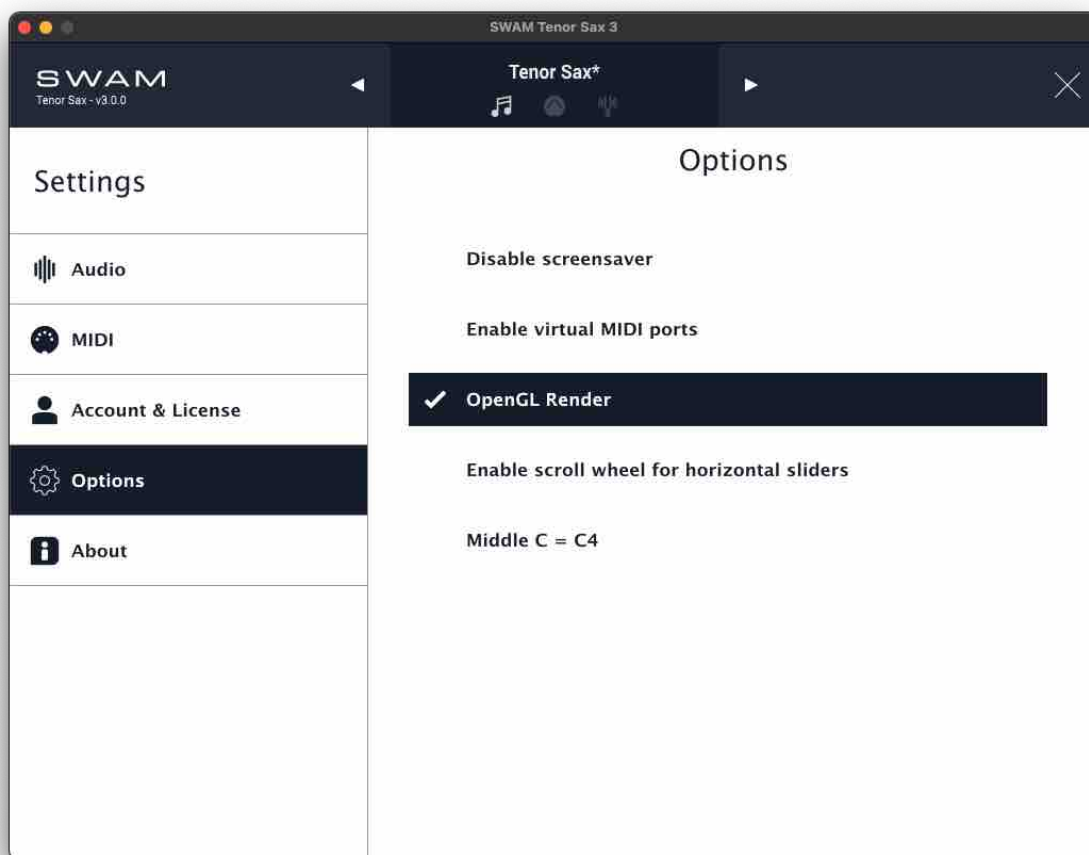 SWAM Tenor Sax 3
SWAM
Tenor Sax - v3.0.0
Tenor Sax*
Settings
Audio
MIDI
Account & License
Options
About
Options
Disable screensaver
Enable virtual MIDI ports
OpenGL Render
Enable scroll wheel for horizontal sliders
Middle C = C4